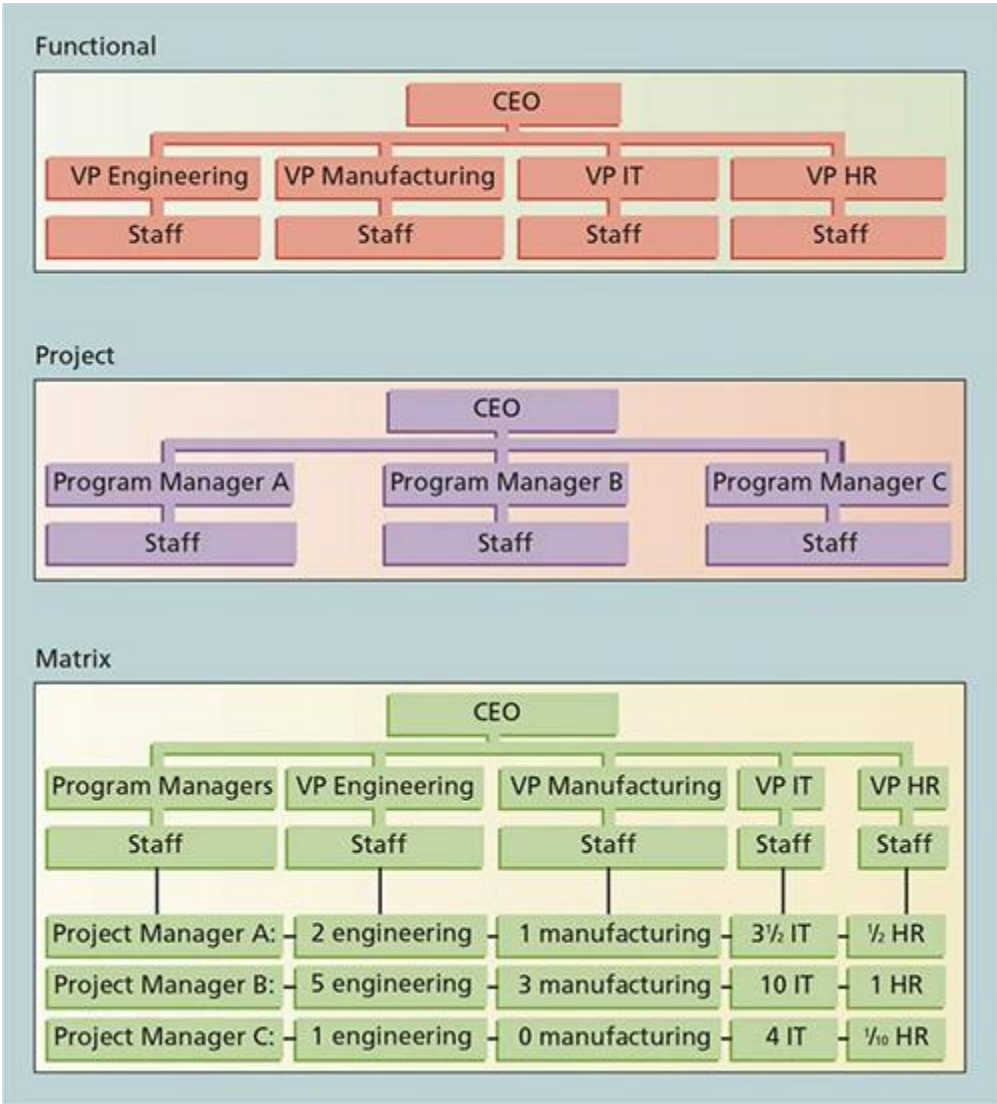 Functional
CEO
VP Engineering VP Manufacturing VP IT VP HR
Staff Staff Staff Staff
Project
CEO
Program Manager A Program Manager B Program Manager C
Staff Staff Staff
Matrix
CEO
Program Managers VP Engineering VP Manufacturing VP IT VP HR
Staff Staff Staff Staff Staff
Project Manager A: 2 engineering 1 manufacturing 3½ IT ½ HR
Project Manager B: 5 engineering 3 manufacturing 10 IT 1 HR
Project Manager C: 1 engineering 0 manufacturing 4 IT ⅒ HR